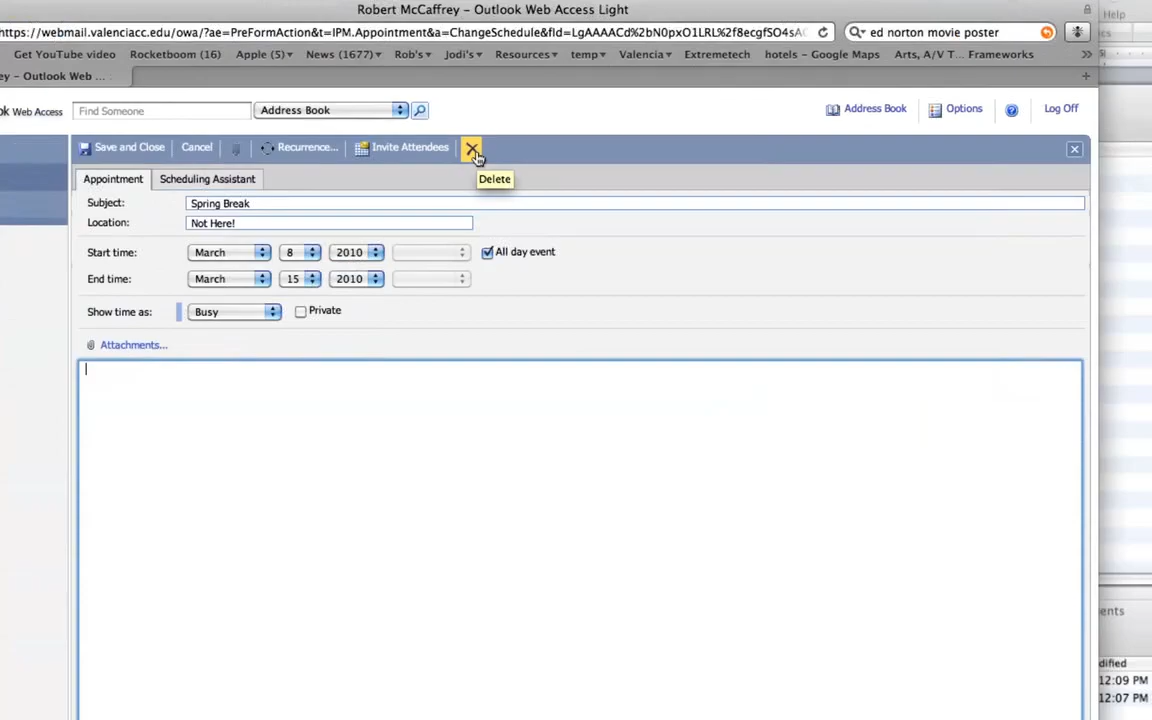 Robert McCaffrey – Outlook Web Access Light
Help
https://webmail.valenciacc.edu/owa/?ae=PreFormAction&t=IPM.Appointment&a=ChangeSchedule&fId=LgAAAACd%2bN0pxO1LRL%2f8ecgfSO4sAC
ed norton movie poster
Get YouTube video Rocketboom (16) Apple (5) News (1677) Rob's Jodi's Resources temp Valencia Extremetech hotels – Google Maps Arts, A/V T... Frameworks
ey – Outlook Web ...
ok Web Access Find Someone Address Book Address Book Options Log Off
Save and Close Cancel Recurrence... Invite Attendees
Appointment Scheduling Assistant Delete
Subject: Spring Break
Location: Not Here!
Start time: March 8 2010 All day event
End time: March 15 2010
Show time as: Busy Private
Attachments...
ents
dified
12:09 PM
12:07 PM